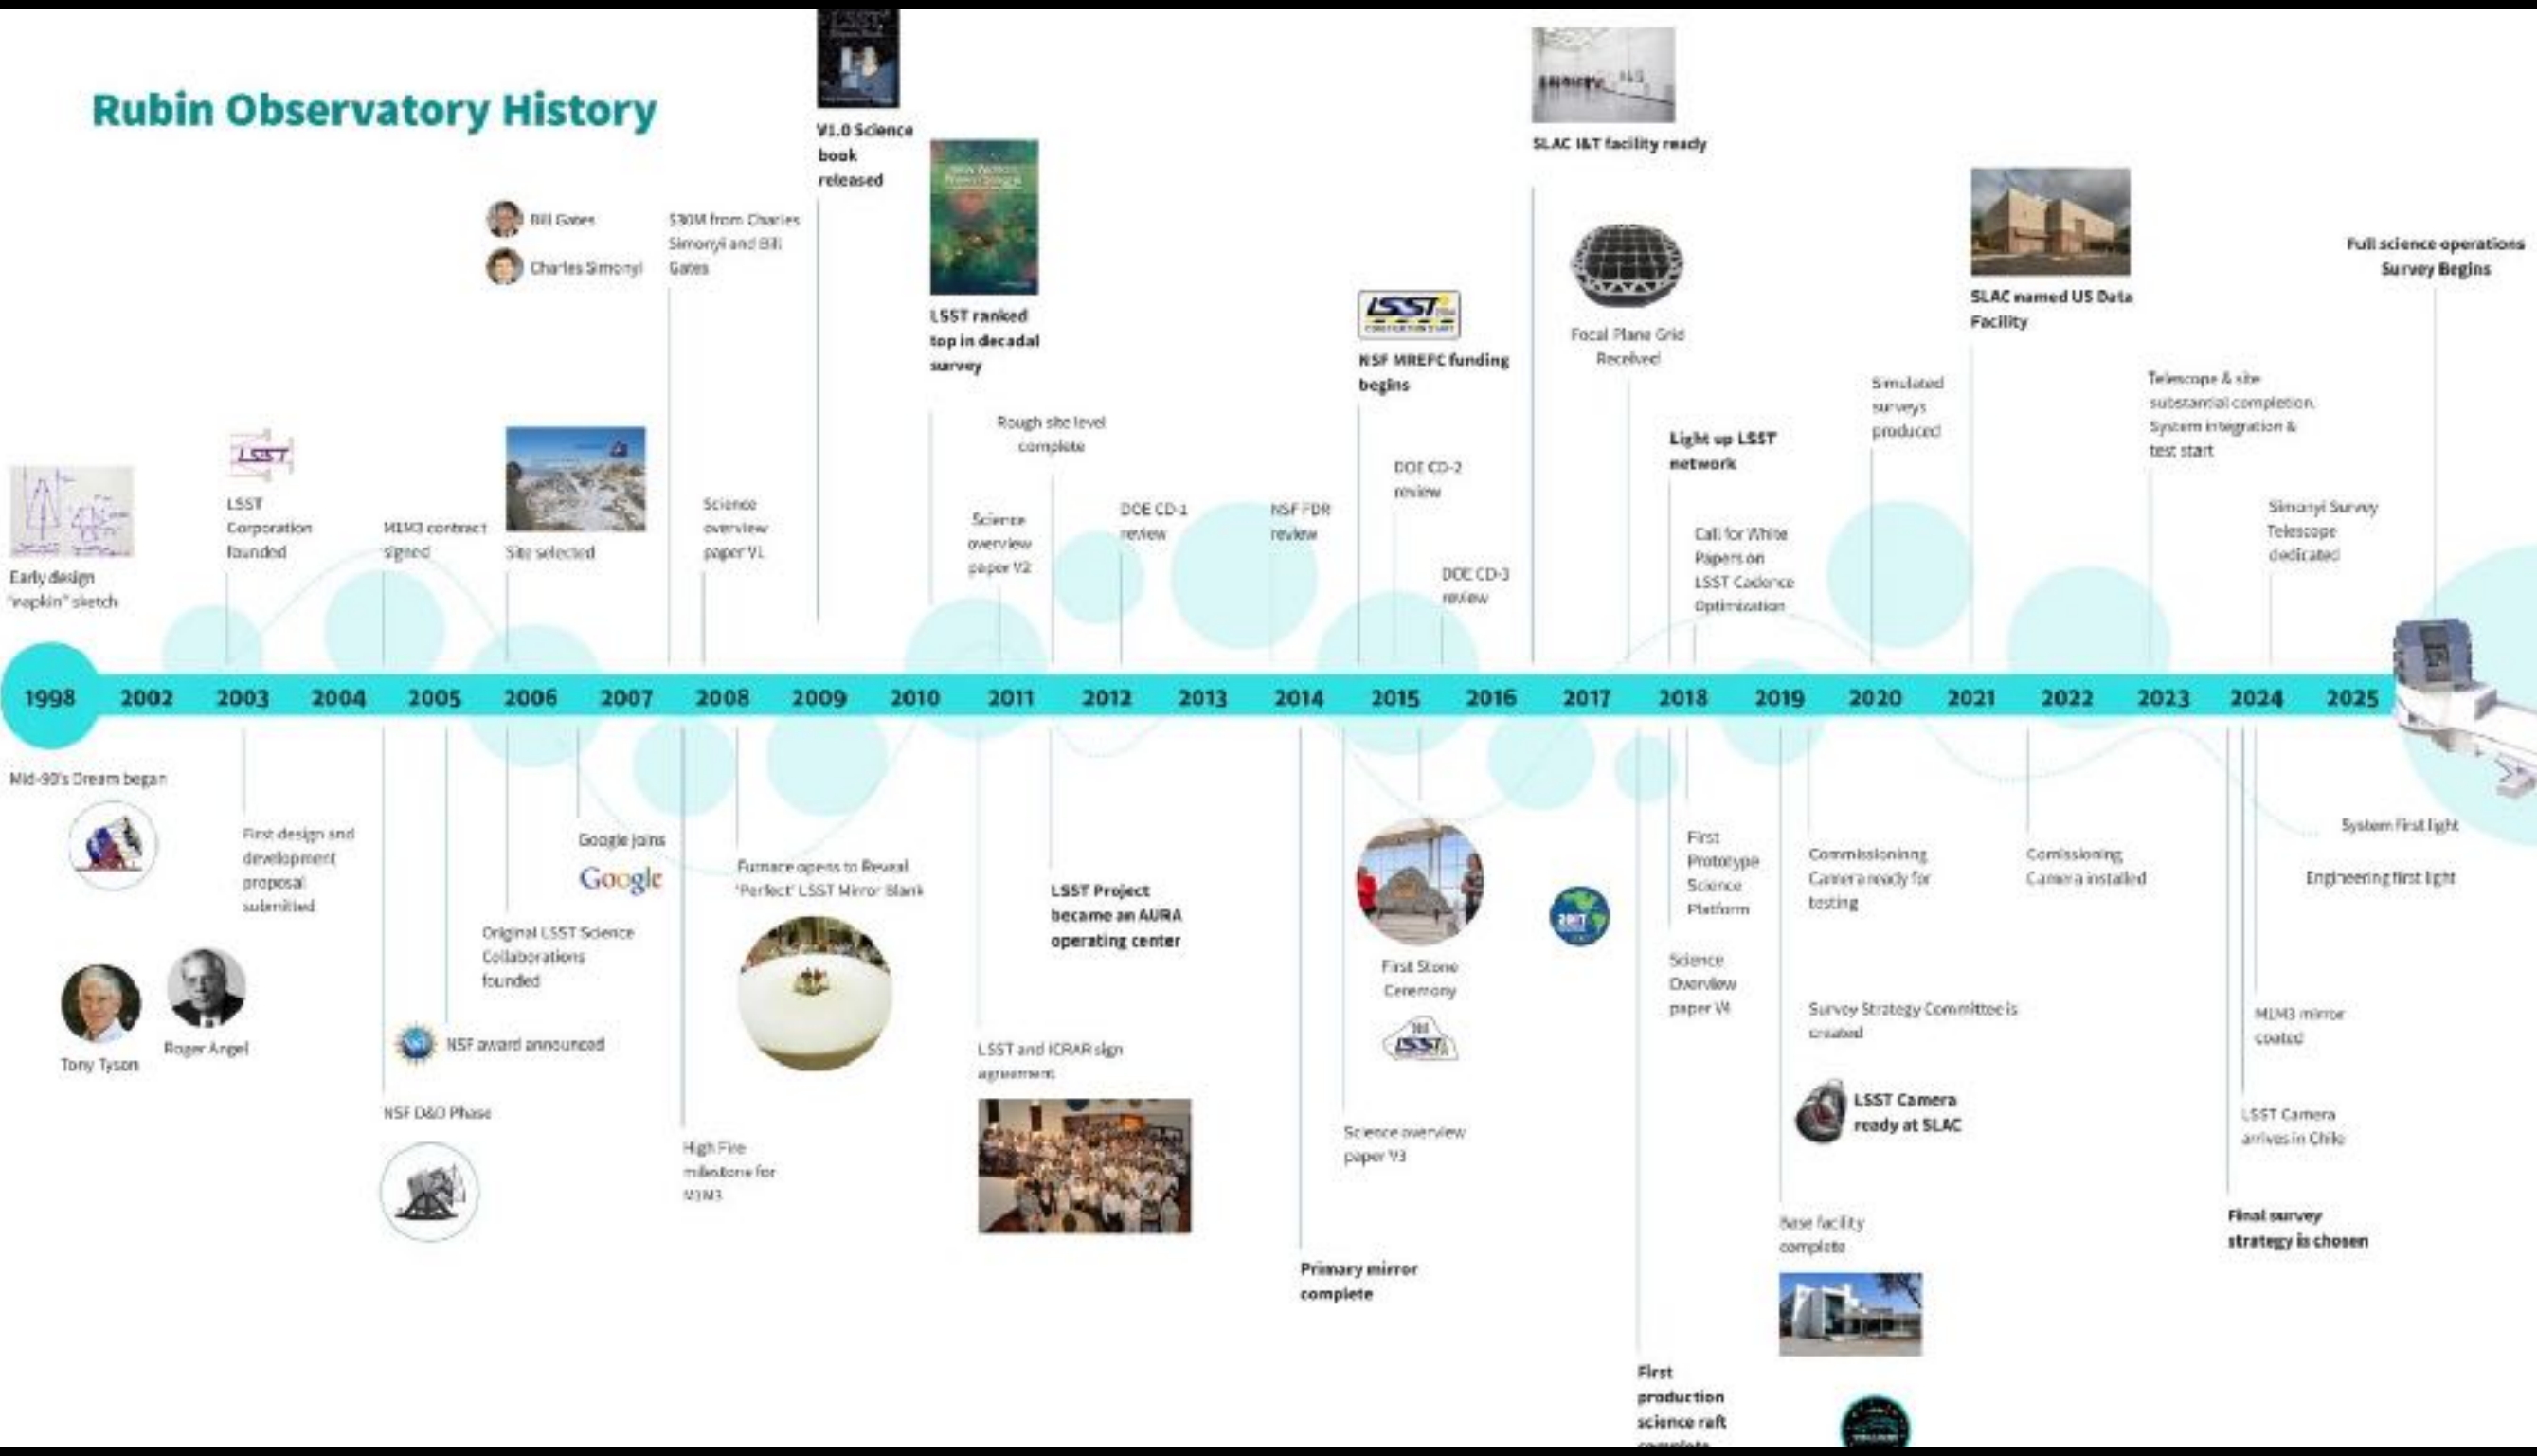 Rubin Observatory History
V1.0 Science
book
released
LSST ranked
top in decadal
survey
SLAC I&T facility ready
Bill Gates
Charles Simonyi
$30M from Charles
Simonyi and Bill
Gates
Focal Plane Grid
Received
SLAC named US Data
Facility
Full science operations
Survey Begins
LSST
NSF MREFC funding
begins
Rough site level
complete
DOE CD-2
review
Light up LSST
network
Simulated
surveys
produced
Telescope & site
substantial completion.
System integration &
test start
Early design
"napkin" sketch
LSST
LSST
Corporation
founded
M1M3 contract
signed
Site selected
Science
overview
paper V1
Science
overview
paper V2
DOE CD-1
review
NSF FDR
review
DOE CD-3
review
Call for White
Papers on
LSST Cadence
Optimization
Simonyi Survey
Telescope
dedicated
1998 2002 2003 2004 2005 2006 2007 2008 2009 2010 2011 2012 2013 2014 2015 2016 2017 2018 2019 2020 2021 2022 2023 2024 2025
Mid-90's Dream began
Tony Tyson
Roger Angel
First design and
development
proposal
submitted
NSF D&D Phase
NSF award announced
Original LSST Science
Collaborations
founded
Google joins
Google
High Fire
milestone for
M1M3
Furnace opens to Reveal
'Perfect' LSST Mirror Blank
LSST and ICRAR sign
agreement
LSST Project
became an AURA
operating center
Primary mirror
complete
Science overview
paper V3
First Stone
Ceremony
LSST
2017
First
production
science raft
complete
Science
Overview
paper V4
First
Prototype
Science
Platform
Commissioninng
Camera ready for
testing
Survey Strategy Committee is
created
LSST Camera
ready at SLAC
Base facility
complete
Comissioning
Camera installed
System First light
Engineering first light
M1M3 mirror
coated
LSST Camera
arrives in Chile
Final survey
strategy is chosen